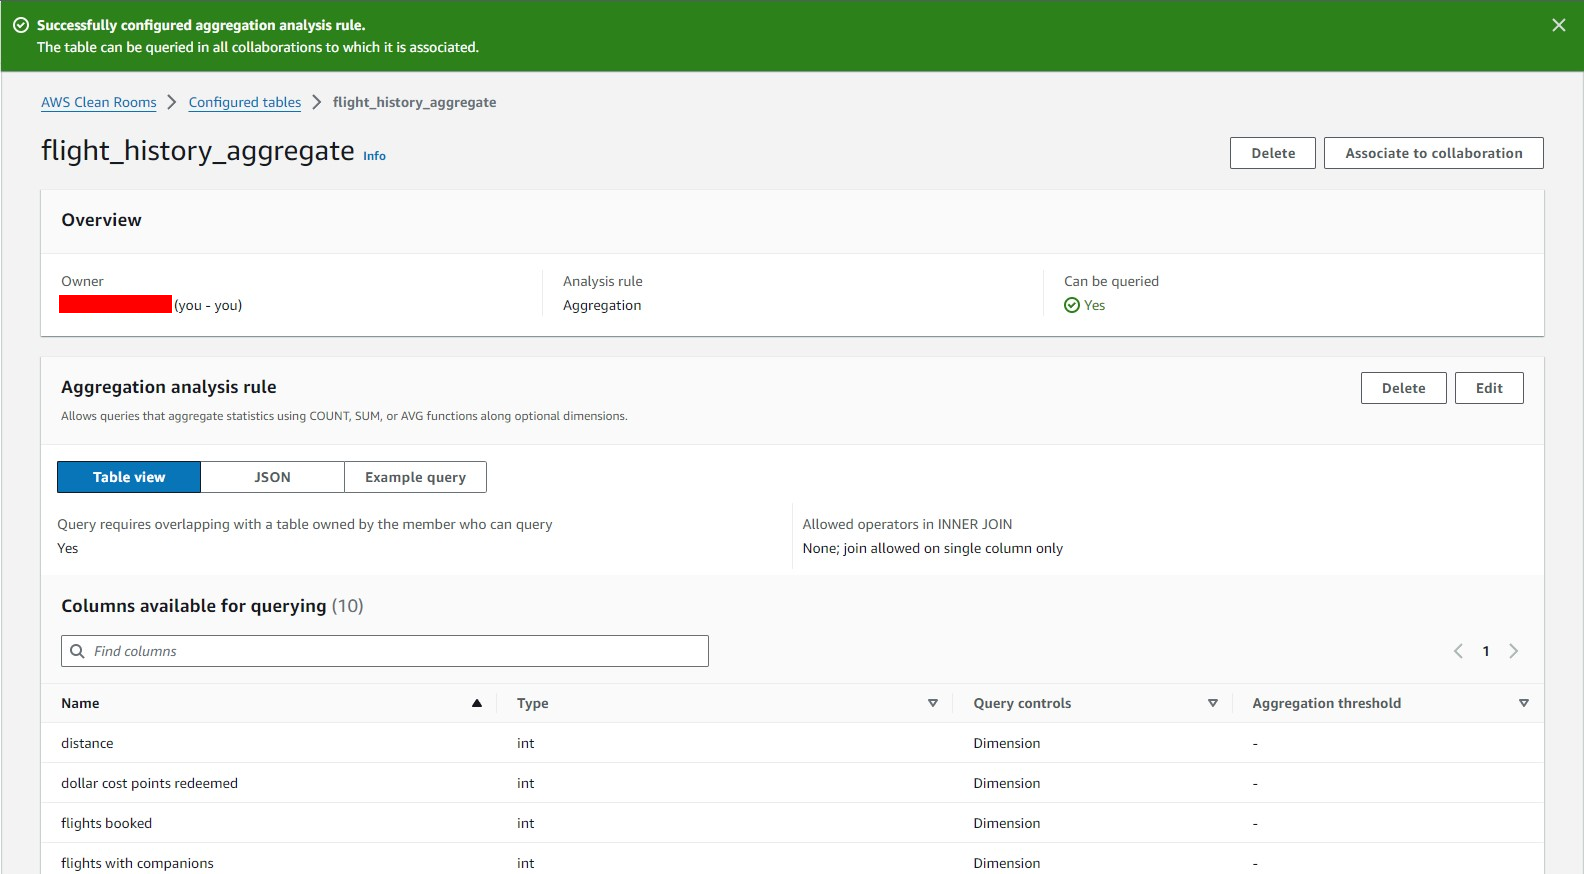 Successfully configured aggregation analysis rule.
The table can be queried in all collaborations to which it is associated.
AWS Clean Rooms > Configured tables > flight_history_aggregate
flight_history_aggregate Info
Delete Associate to collaboration
Overview
Owner Analysis rule Can be queried
(you - you) Aggregation Yes
Aggregation analysis rule Delete Edit
Allows queries that aggregate statistics using COUNT, SUM, or AVG functions along optional dimensions.
Table view JSON Example query
Query requires overlapping with a table owned by the member who can query Allowed operators in INNER JOIN
Yes None; join allowed on single column only
Columns available for querying (10)
Find columns 1
Name Type Query controls Aggregation threshold
distance int Dimension -
dollar cost points redeemed int Dimension -
flights booked int Dimension -
flights with companions int Dimension -